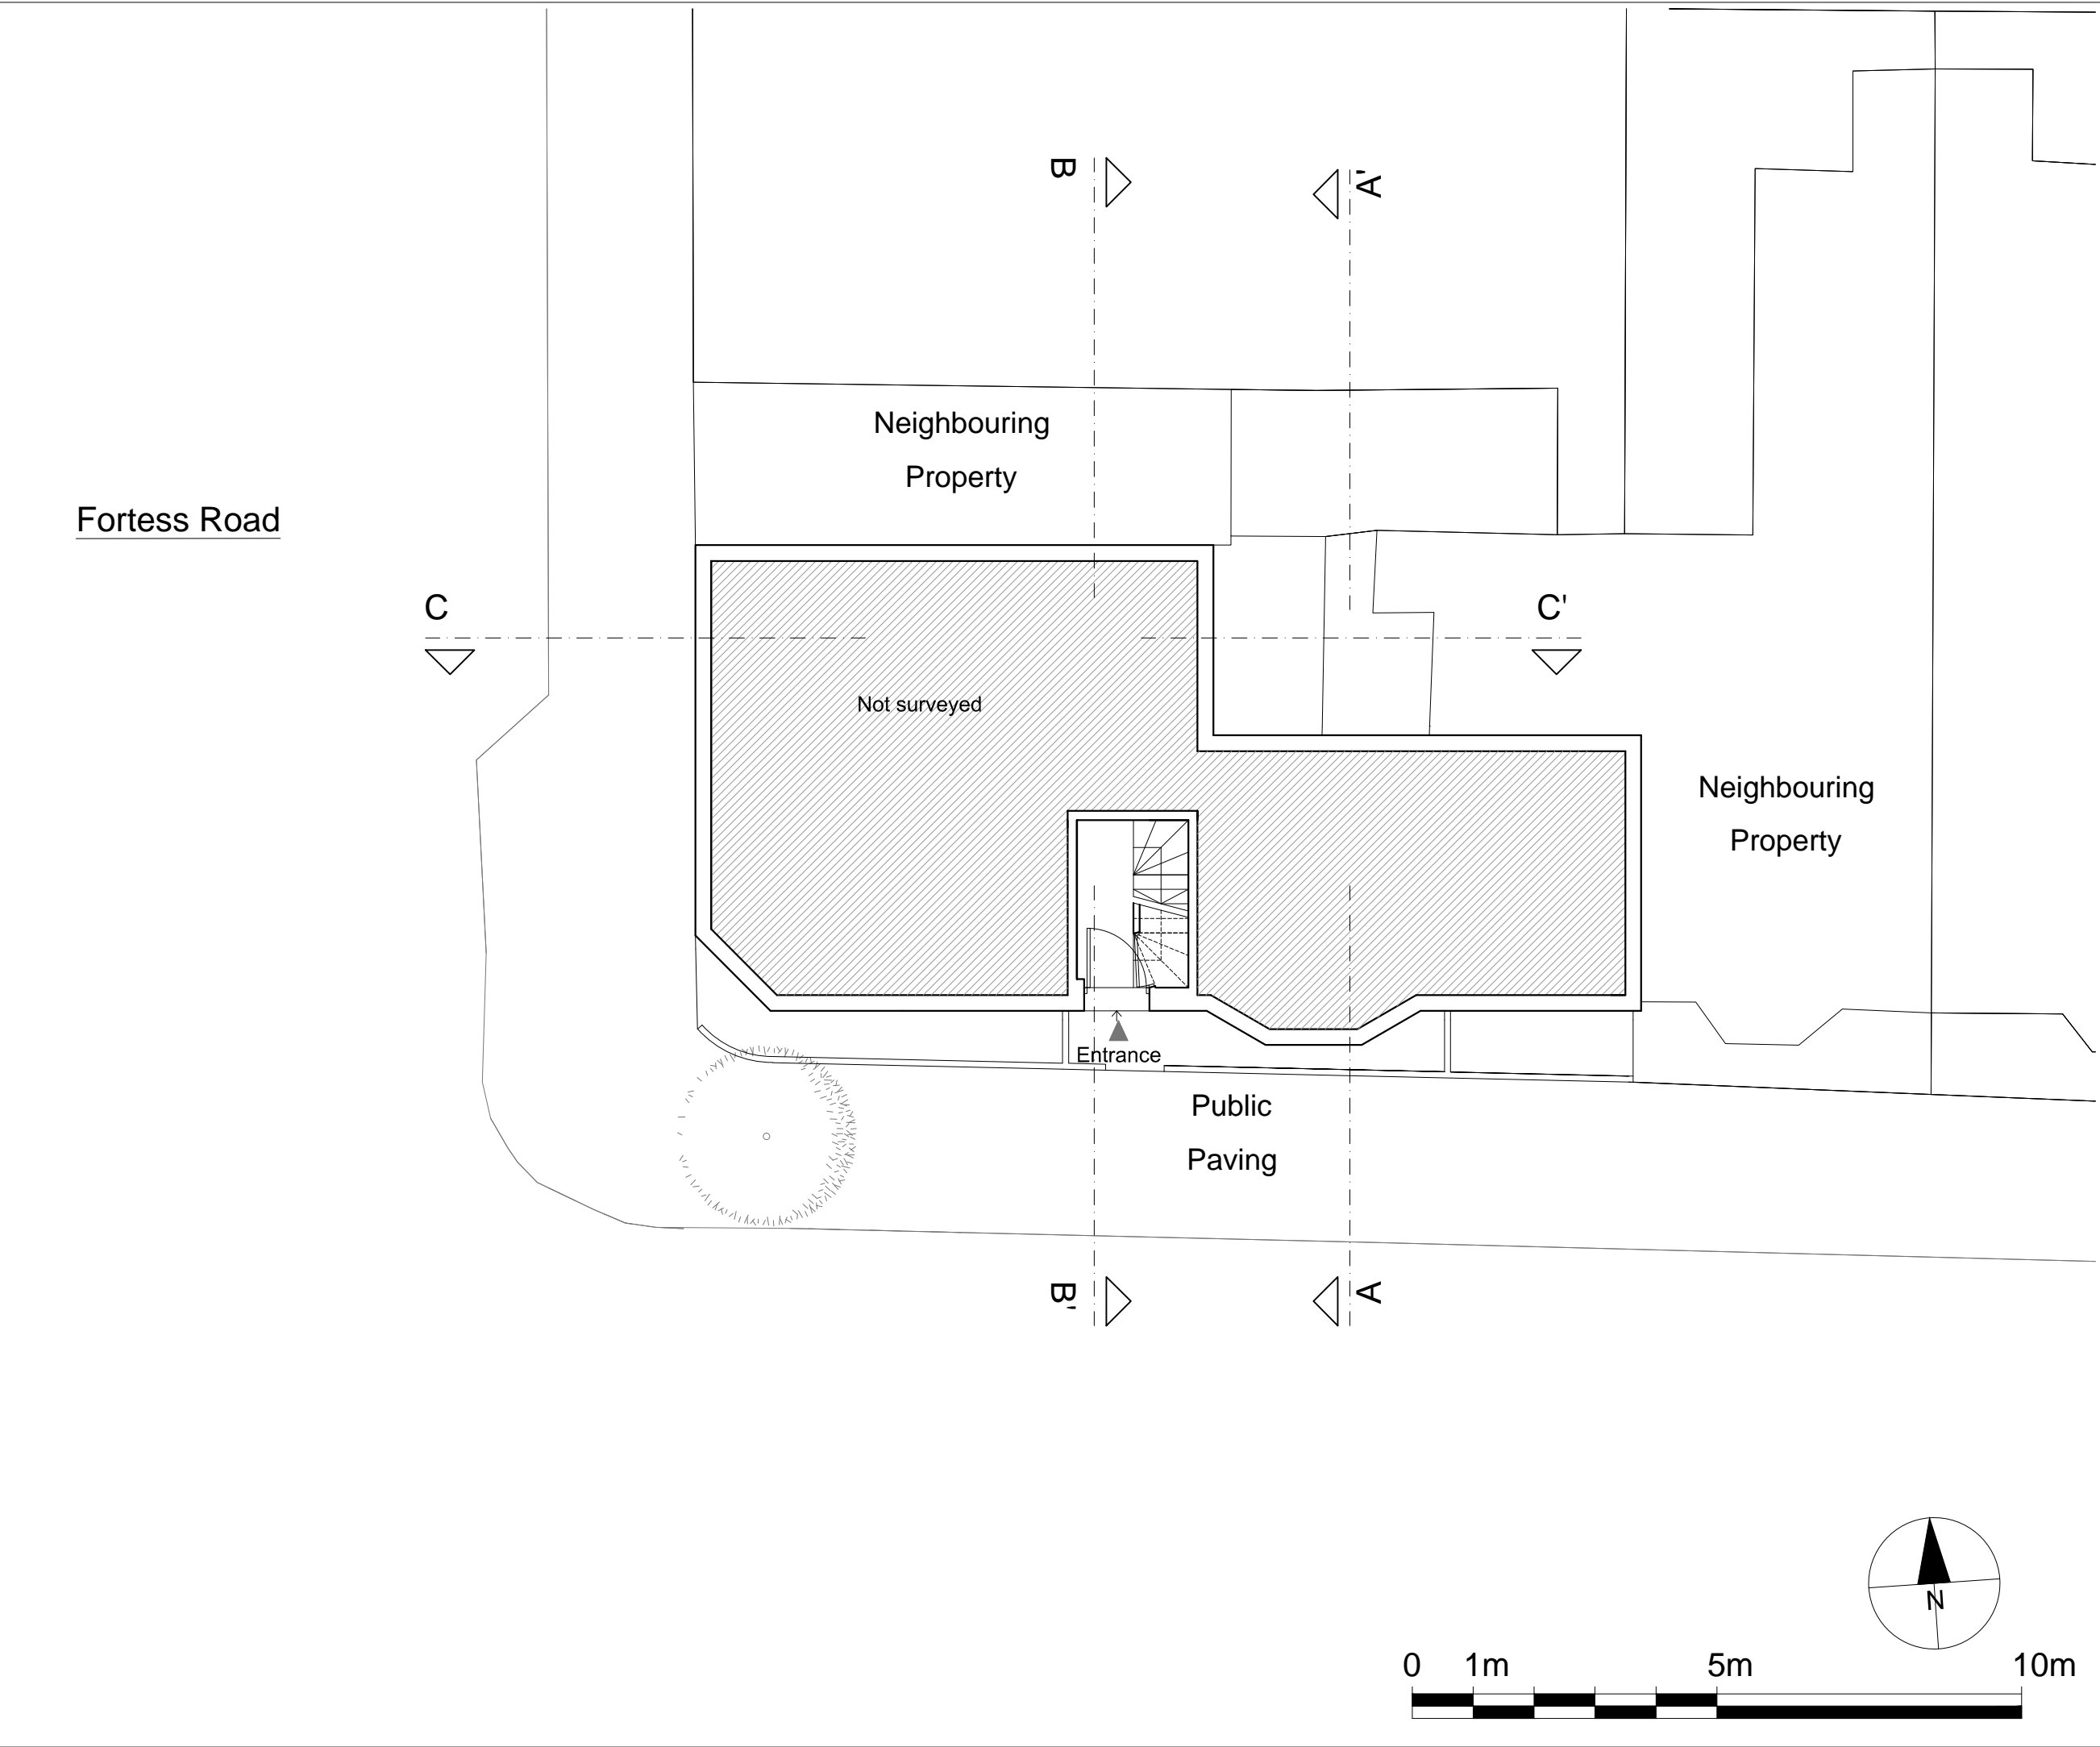 B
A'
Neighbouring
Property
Fortess Road
C
C'
Not surveyed
Neighbouring
Property
Entrance
Public
Paving
B'
A
N
0 1m 5m 10m